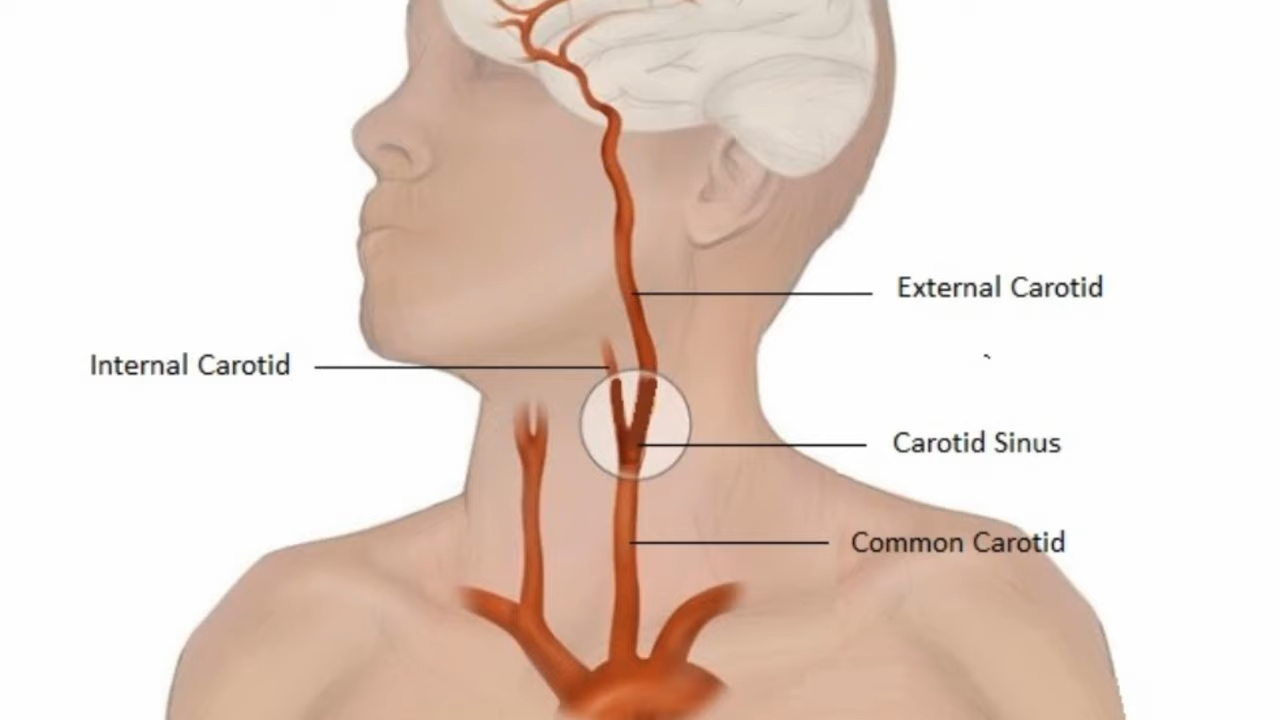 External Carotid
Internal Carotid
Carotid Sinus
Common Carotid